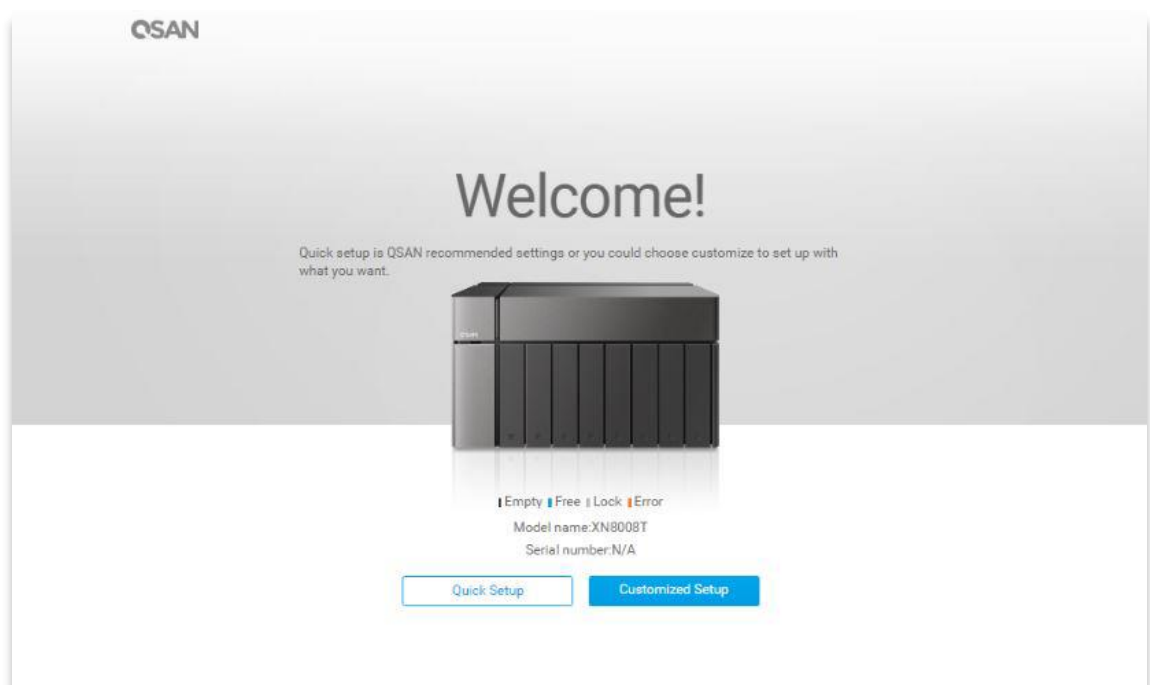 QSAN
Welcome!
Quick setup is QSAN recommended settings or you could choose customize to set up with
what you want.
QSAN
Empty Free Lock Error
Model name:XN8008T
Serial number:N/A
Quick Setup Customized Setup